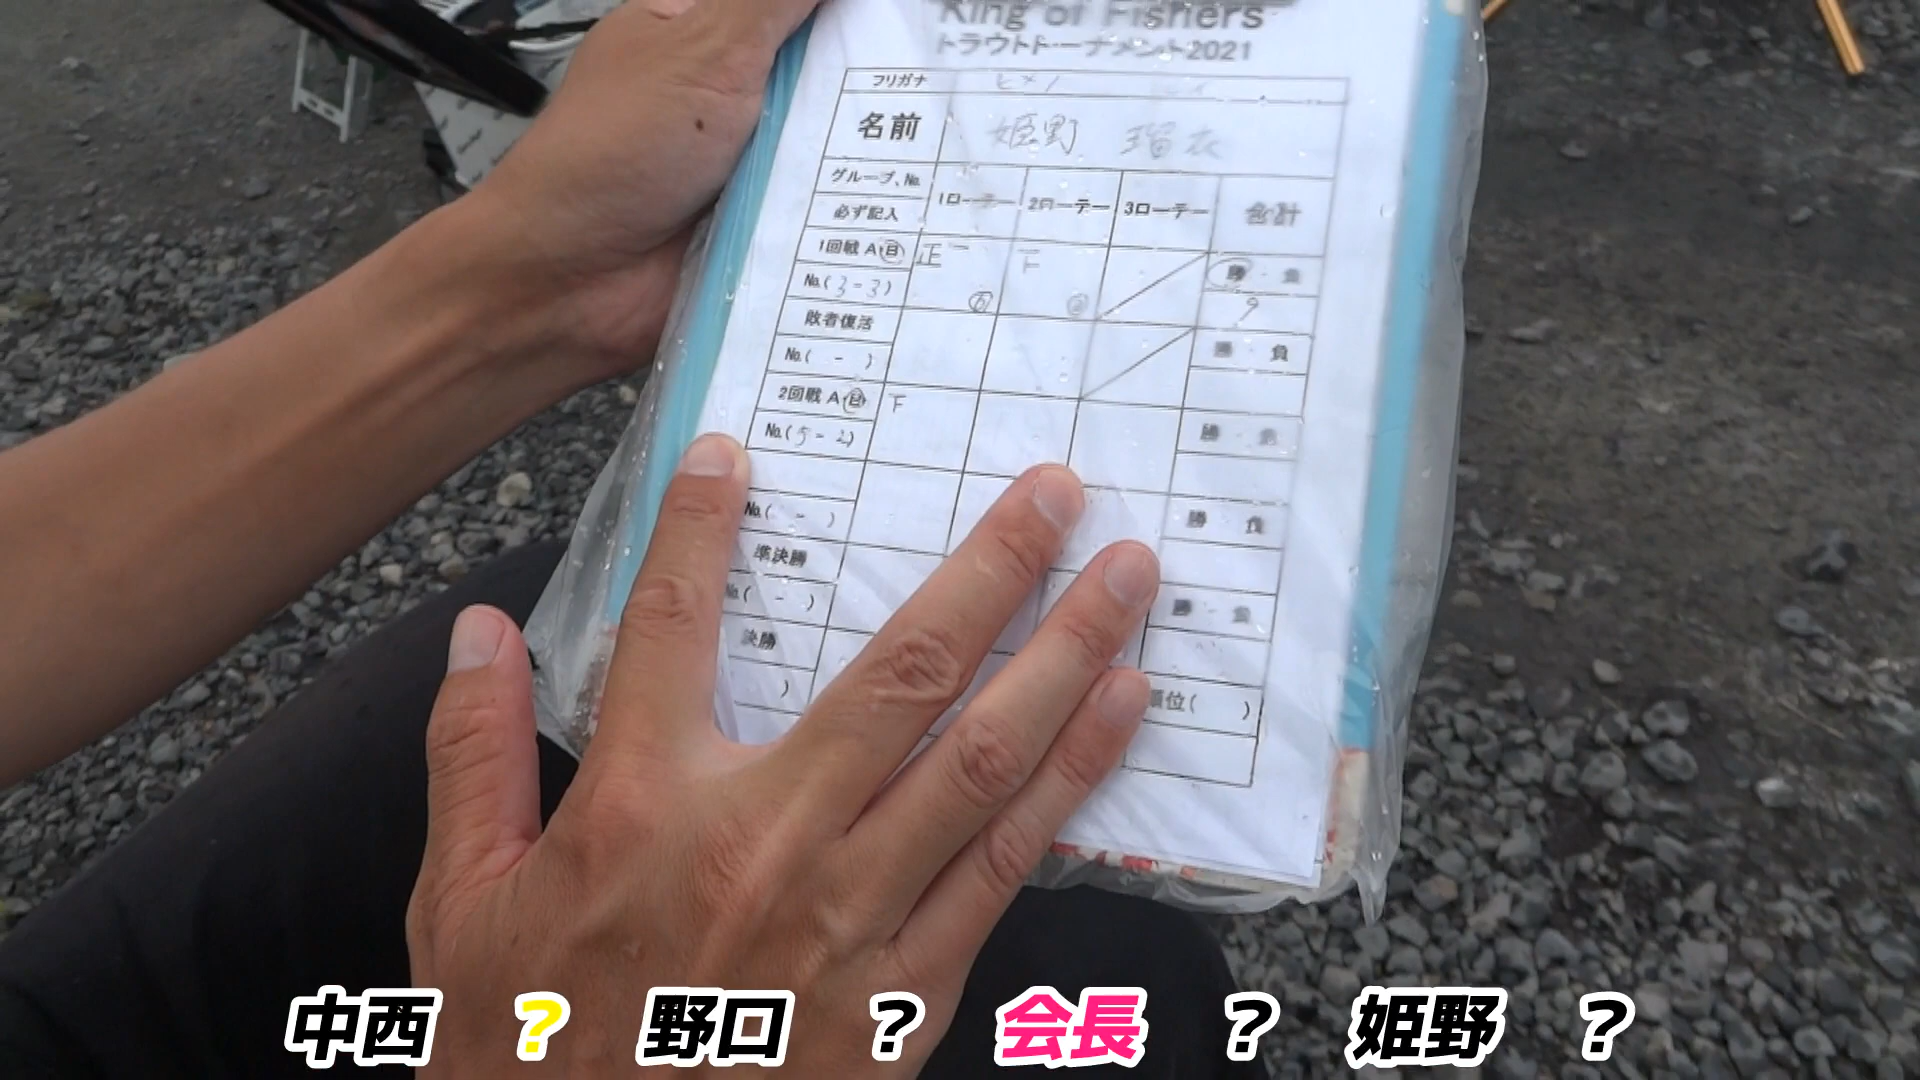 King of Fishers
トラウトトーナメント2021
フリガナ ヒメノ
名前 姫野 瑠衣
グループ、No. 1ローテー 2ローテー 3ローテー 合計
必ず記入
1回戦 A・B 正一 下 勝・負
No.(3-3) ⑥ ③ 9
敗者復活 勝・負
No.( - )
2回戦 A・B 下 勝・負
No.(5-2)
No.( - ) 勝・負
準決勝
No.( - ) 勝・負
決勝
) 順位( )
中西 ? 野口 ? 会長 ? 姫野 ?